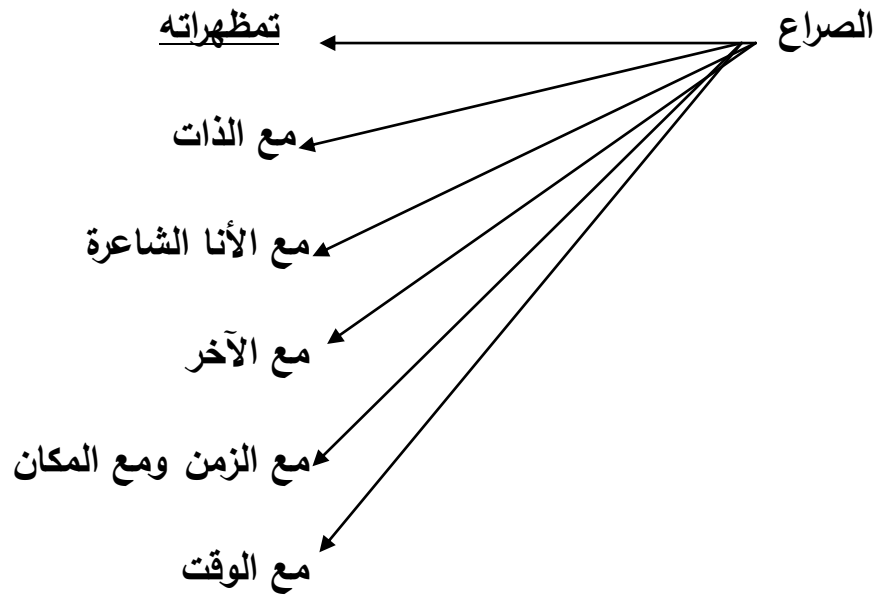 الصراع تمظهراته
مع الذات
مع الأنا الشاعرة
مع الآخر
مع الزمن ومع المكان
مع الوقت